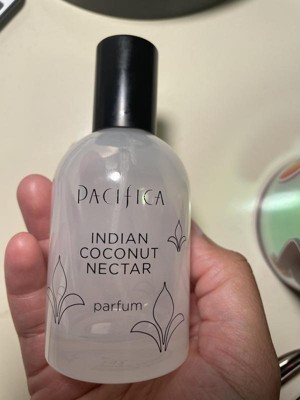 PACIFICA
INDIAN
COCONUT
NECTAR
parfum